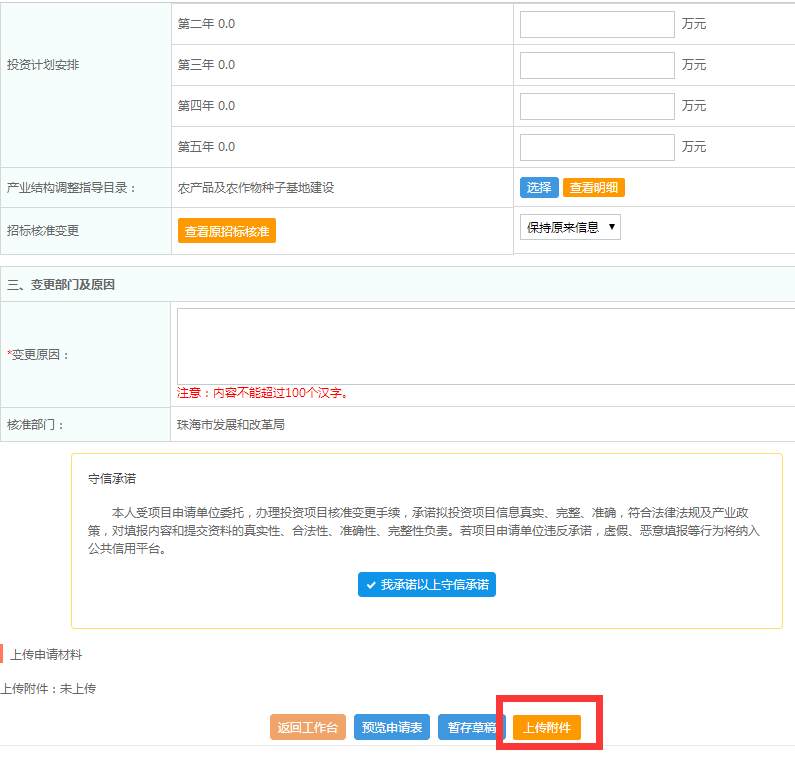 第二年 0.0 万元
投资计划安排
第三年 0.0 万元
第四年 0.0 万元
第五年 0.0 万元
产业结构调整指导目录： 农产品及农作物种子基地建设 选择 查看明细
招标核准变更 查看原招标核准 保持原来信息
三、变更部门及原因
*变更原因：
注意：内容不能超过100个汉字。
核准部门： 珠海市发展和改革局
守信承诺
本人受项目申请单位委托，办理投资项目核准变更手续，承诺拟投资项目信息真实、完整、准确，符合法律法规及产业政
策，对填报内容和提交资料的真实性、合法性、准确性、完整性负责。若项目申请单位违反承诺，虚假、恶意填报等行为将纳入
公共信用平台。
我承诺以上守信承诺
上传申请材料
上传附件：未上传
返回工作台 预览申请表 暂存草稿 上传附件